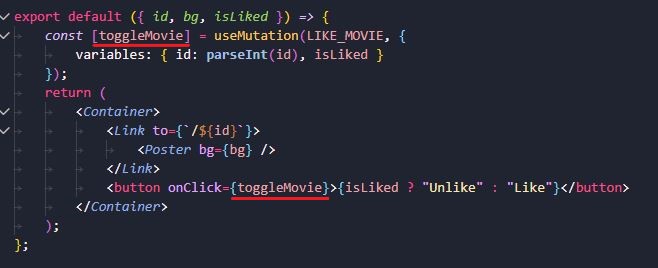 export default ({ id, bg, isLiked }) => {
const [toggleMovie] = useMutation(LIKE_MOVIE, {
variables: { id: parseInt(id), isLiked }
});
return (
<Container>
<Link to={`/${id}`}>
<Poster bg={bg} />
</Link>
<button onClick={toggleMovie}>{isLiked ? "Unlike" : "Like"}</button>
</Container>
);
};